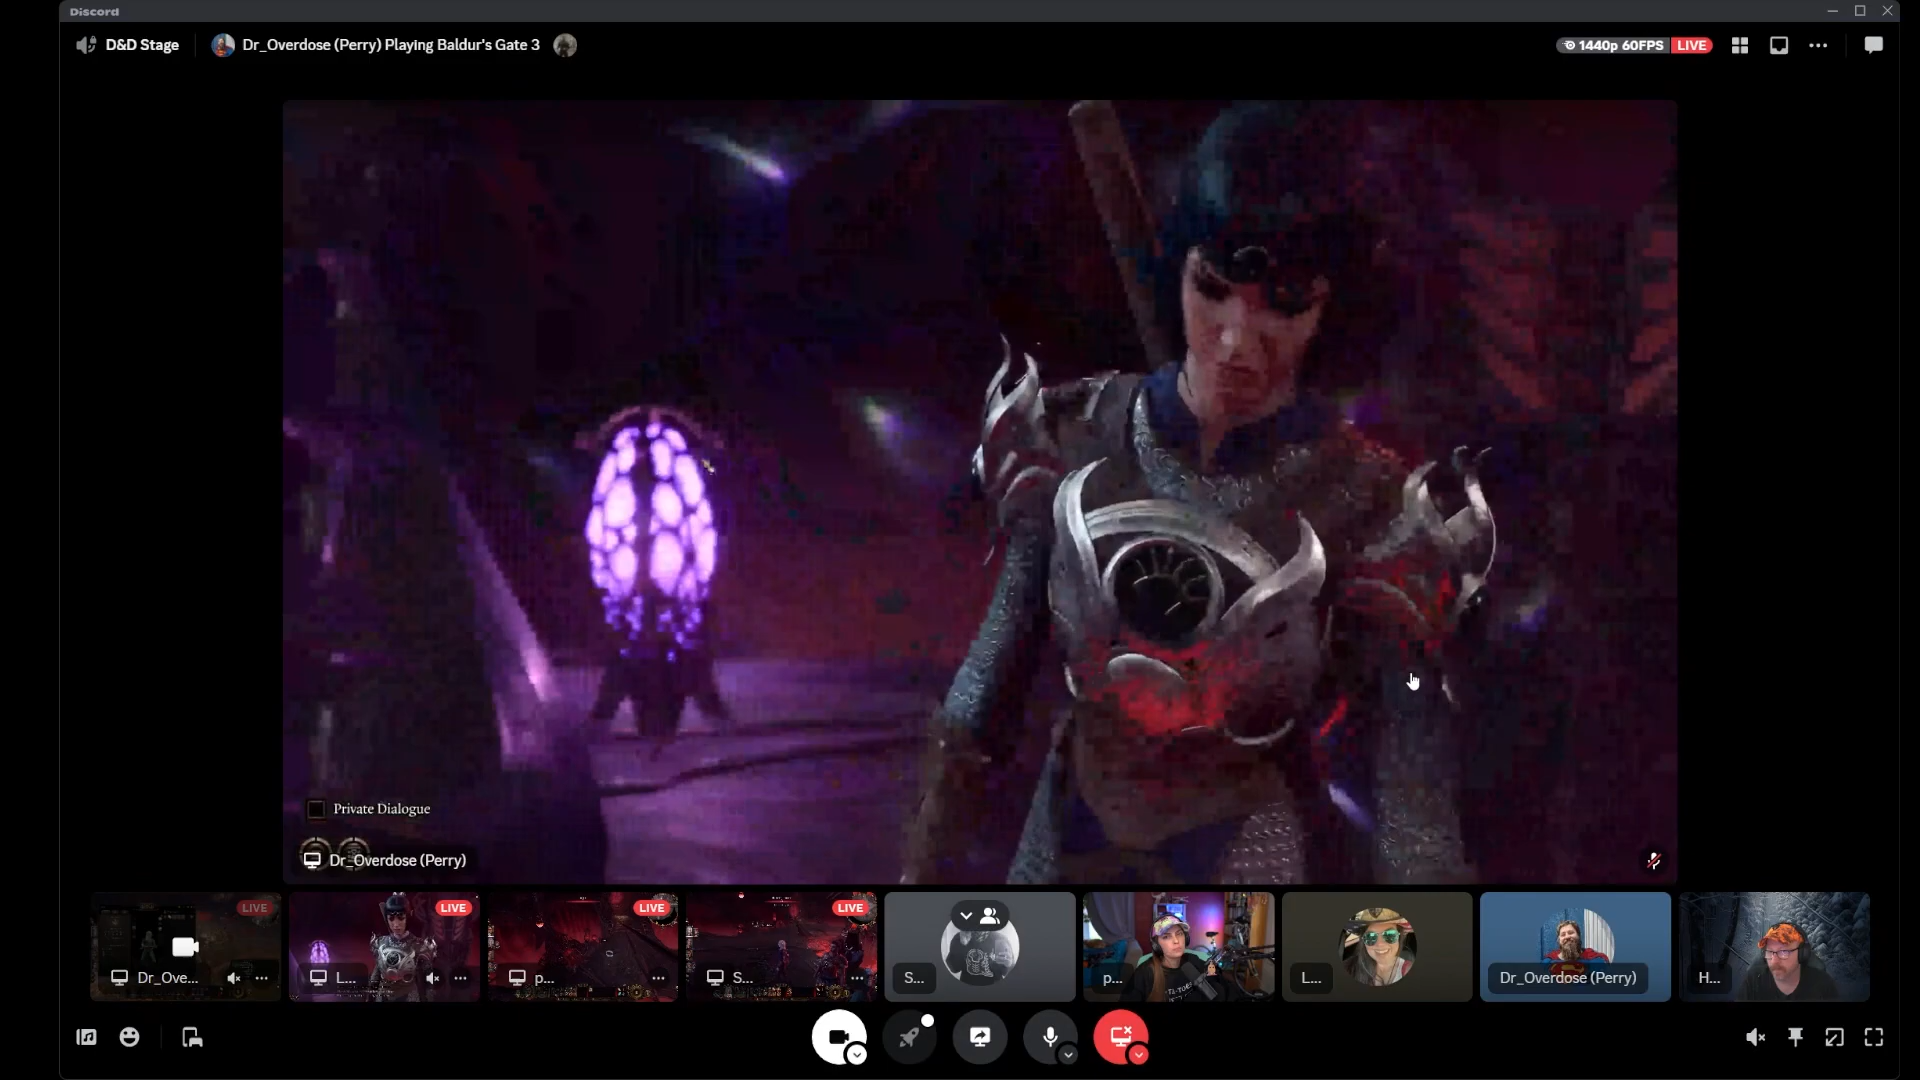 Discord
D&D Stage
Dr_Overdose (Perry) Playing Baldur's Gate 3
1440p 60FPS LIVE
Private Dialogue
Dr_Overdose (Perry)
LIVE
LIVE
LIVE
LIVE
Dr_Ove...
L...
p...
S...
S...
p...
L...
Dr_Overdose (Perry)
H...